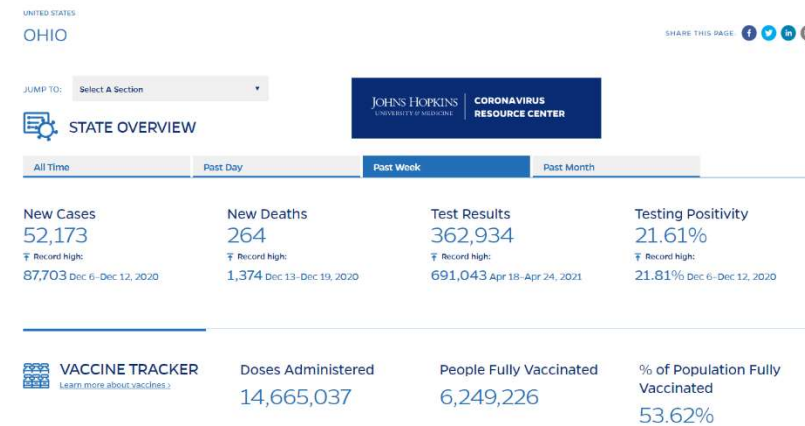 UNITED STATES
OHIO
SHARE THIS PAGE
JUMP TO: Select A Section
JOHNS HOPKINS
UNIVERSITY & MEDICINE
CORONAVIRUS
RESOURCE CENTER
STATE OVERVIEW
All Time Past Day Past Week Past Month
New Cases New Deaths Test Results Testing Positivity
52,173 264 362,934 21.61%
Record high: Record high: Record high: Record high:
87,703 Dec 6-Dec 12, 2020 1,374 Dec 13-Dec 19, 2020 691,043 Apr 18-Apr 24, 2021 21.81% Dec 6-Dec 12, 2020
VACCINE TRACKER
Learn more about vaccines >
Doses Administered People Fully Vaccinated % of Population Fully
Vaccinated
14,665,037 6,249,226
53.62%